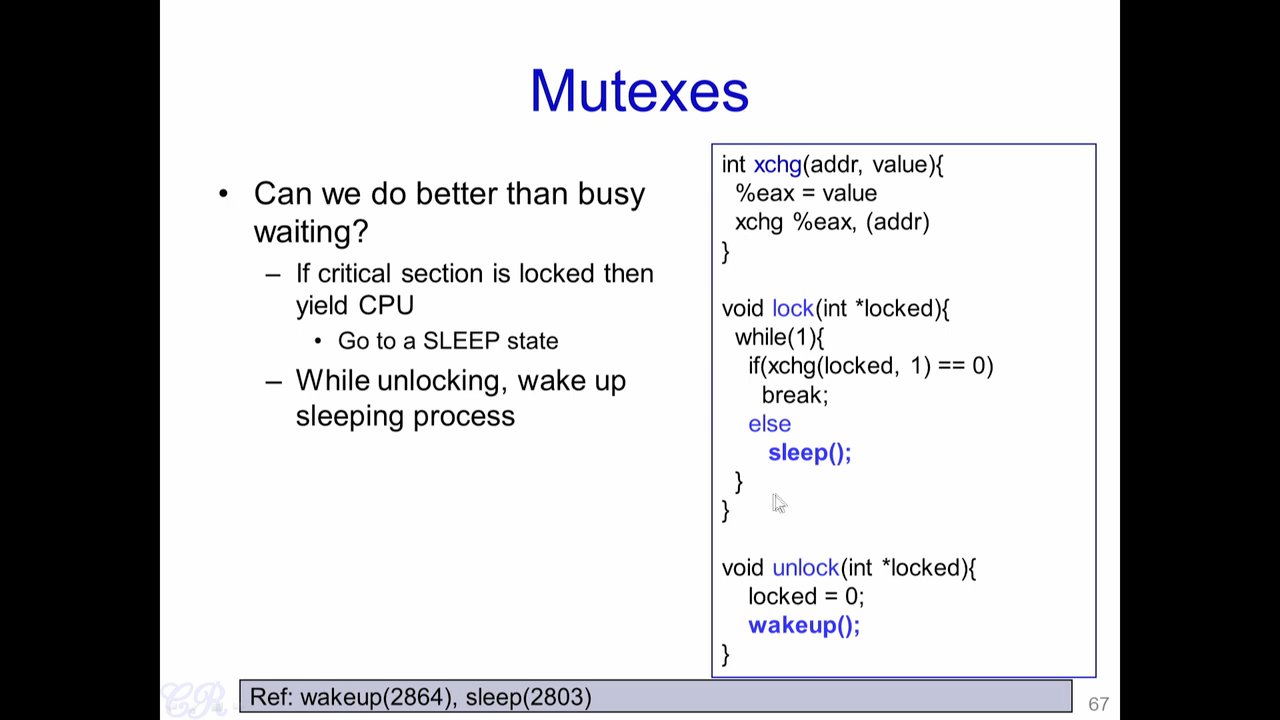 Mutexes
• Can we do better than busy
waiting?
– If critical section is locked then
yield CPU
• Go to a SLEEP state
– While unlocking, wake up
sleeping process
int xchg(addr, value){
%eax = value
xchg %eax, (addr)
}
void lock(int *locked){
while(1){
if(xchg(locked, 1) == 0)
break;
else
sleep();
}
}
void unlock(int *locked){
locked = 0;
wakeup();
}
Ref: wakeup(2864), sleep(2803)
67
CR